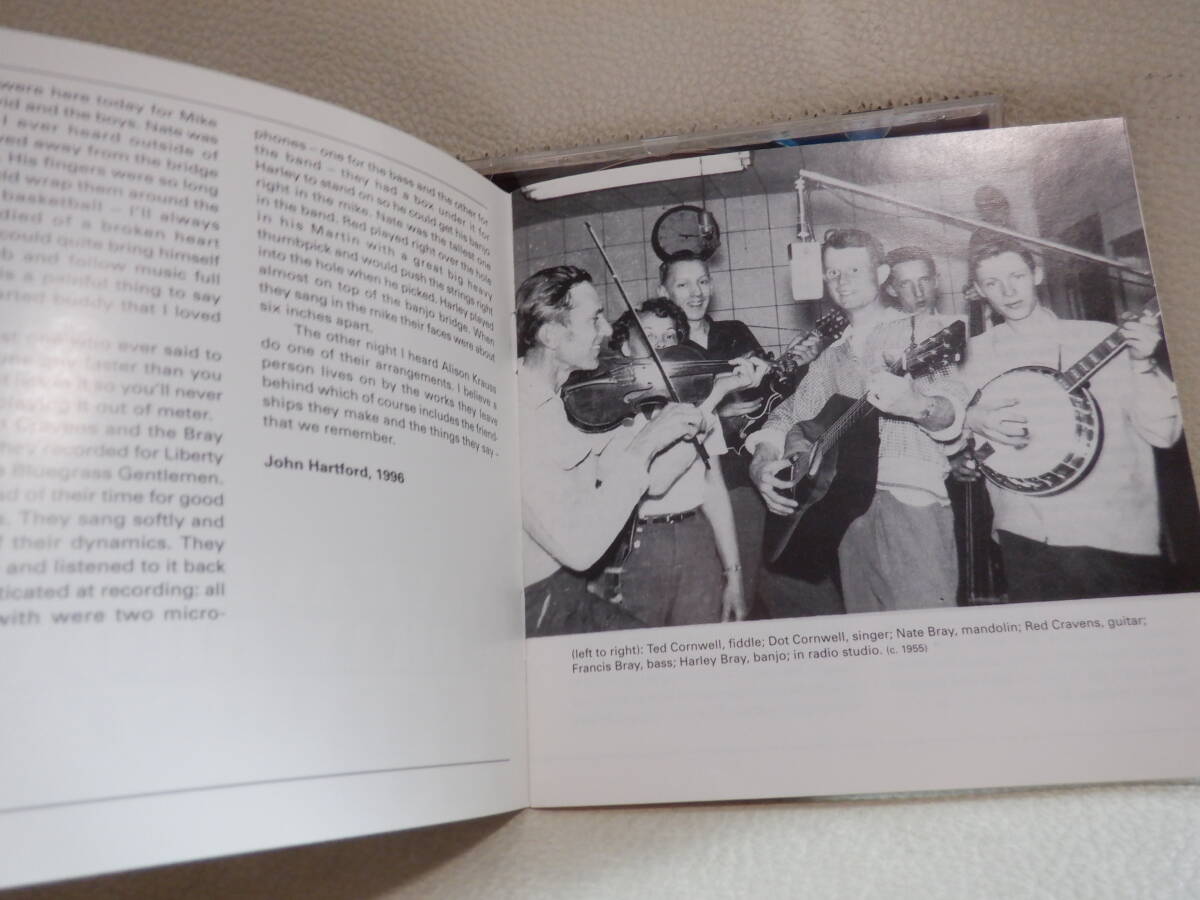 were here today for Mike
and the boys. Nate was
I ever heard outside of
away from the bridge
His fingers were so long
wrap them around the
basketball – I'll always
died of a broken heart
could quite bring himself
and follow music full
is a painful thing to say
buddy that I loved
who ever said to
faster than you
it so you'll never
playing it out of meter.
Cravens and the Bray
they recorded for Liberty
Bluegrass Gentlemen.
of their time for good
They sang softly and
their dynamics. They
and listened to it back
at recording: all
with were two micro-
phones – one for the bass and the other for
the band – they had a box under it for
Harley to stand on so he could get his banjo
right in the mike. Nate was the tallest one
in the band. Red played right over the hole
in his Martin with a great big heavy
thumbpick and would push the strings right
into the hole when he picked. Harley played
almost on top of the banjo bridge. When
they sang in the mike their faces were about
six inches apart.
The other night I heard Alison Krauss
do one of their arrangements. I believe a
person lives on by the works they leave
behind which of course includes the friend-
ships they make and the things they say –
that we remember.
John Hartford, 1996
(left to right): Ted Cornwell, fiddle; Dot Cornwell, singer; Nate Bray, mandolin; Red Cravens, guitar;
Francis Bray, bass; Harley Bray, banjo; in radio studio. (c. 1955)